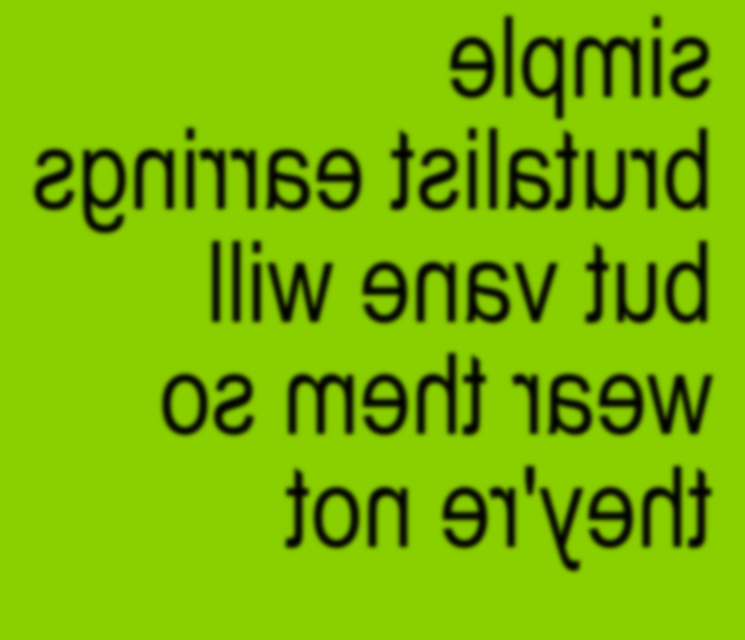 simple
brutalist earrings
but vane will
wear them so
they're not